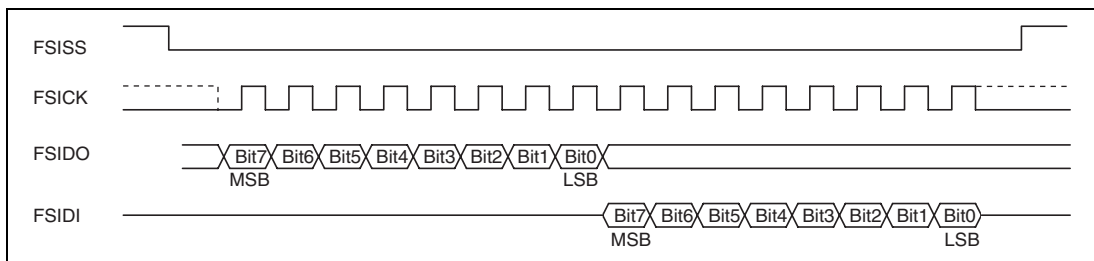 FSISS
FSICK
FSIDO Bit7 Bit6 Bit5 Bit4 Bit3 Bit2 Bit1 Bit0
MSB LSB
FSIDI Bit7 Bit6 Bit5 Bit4 Bit3 Bit2 Bit1 Bit0
MSB LSB